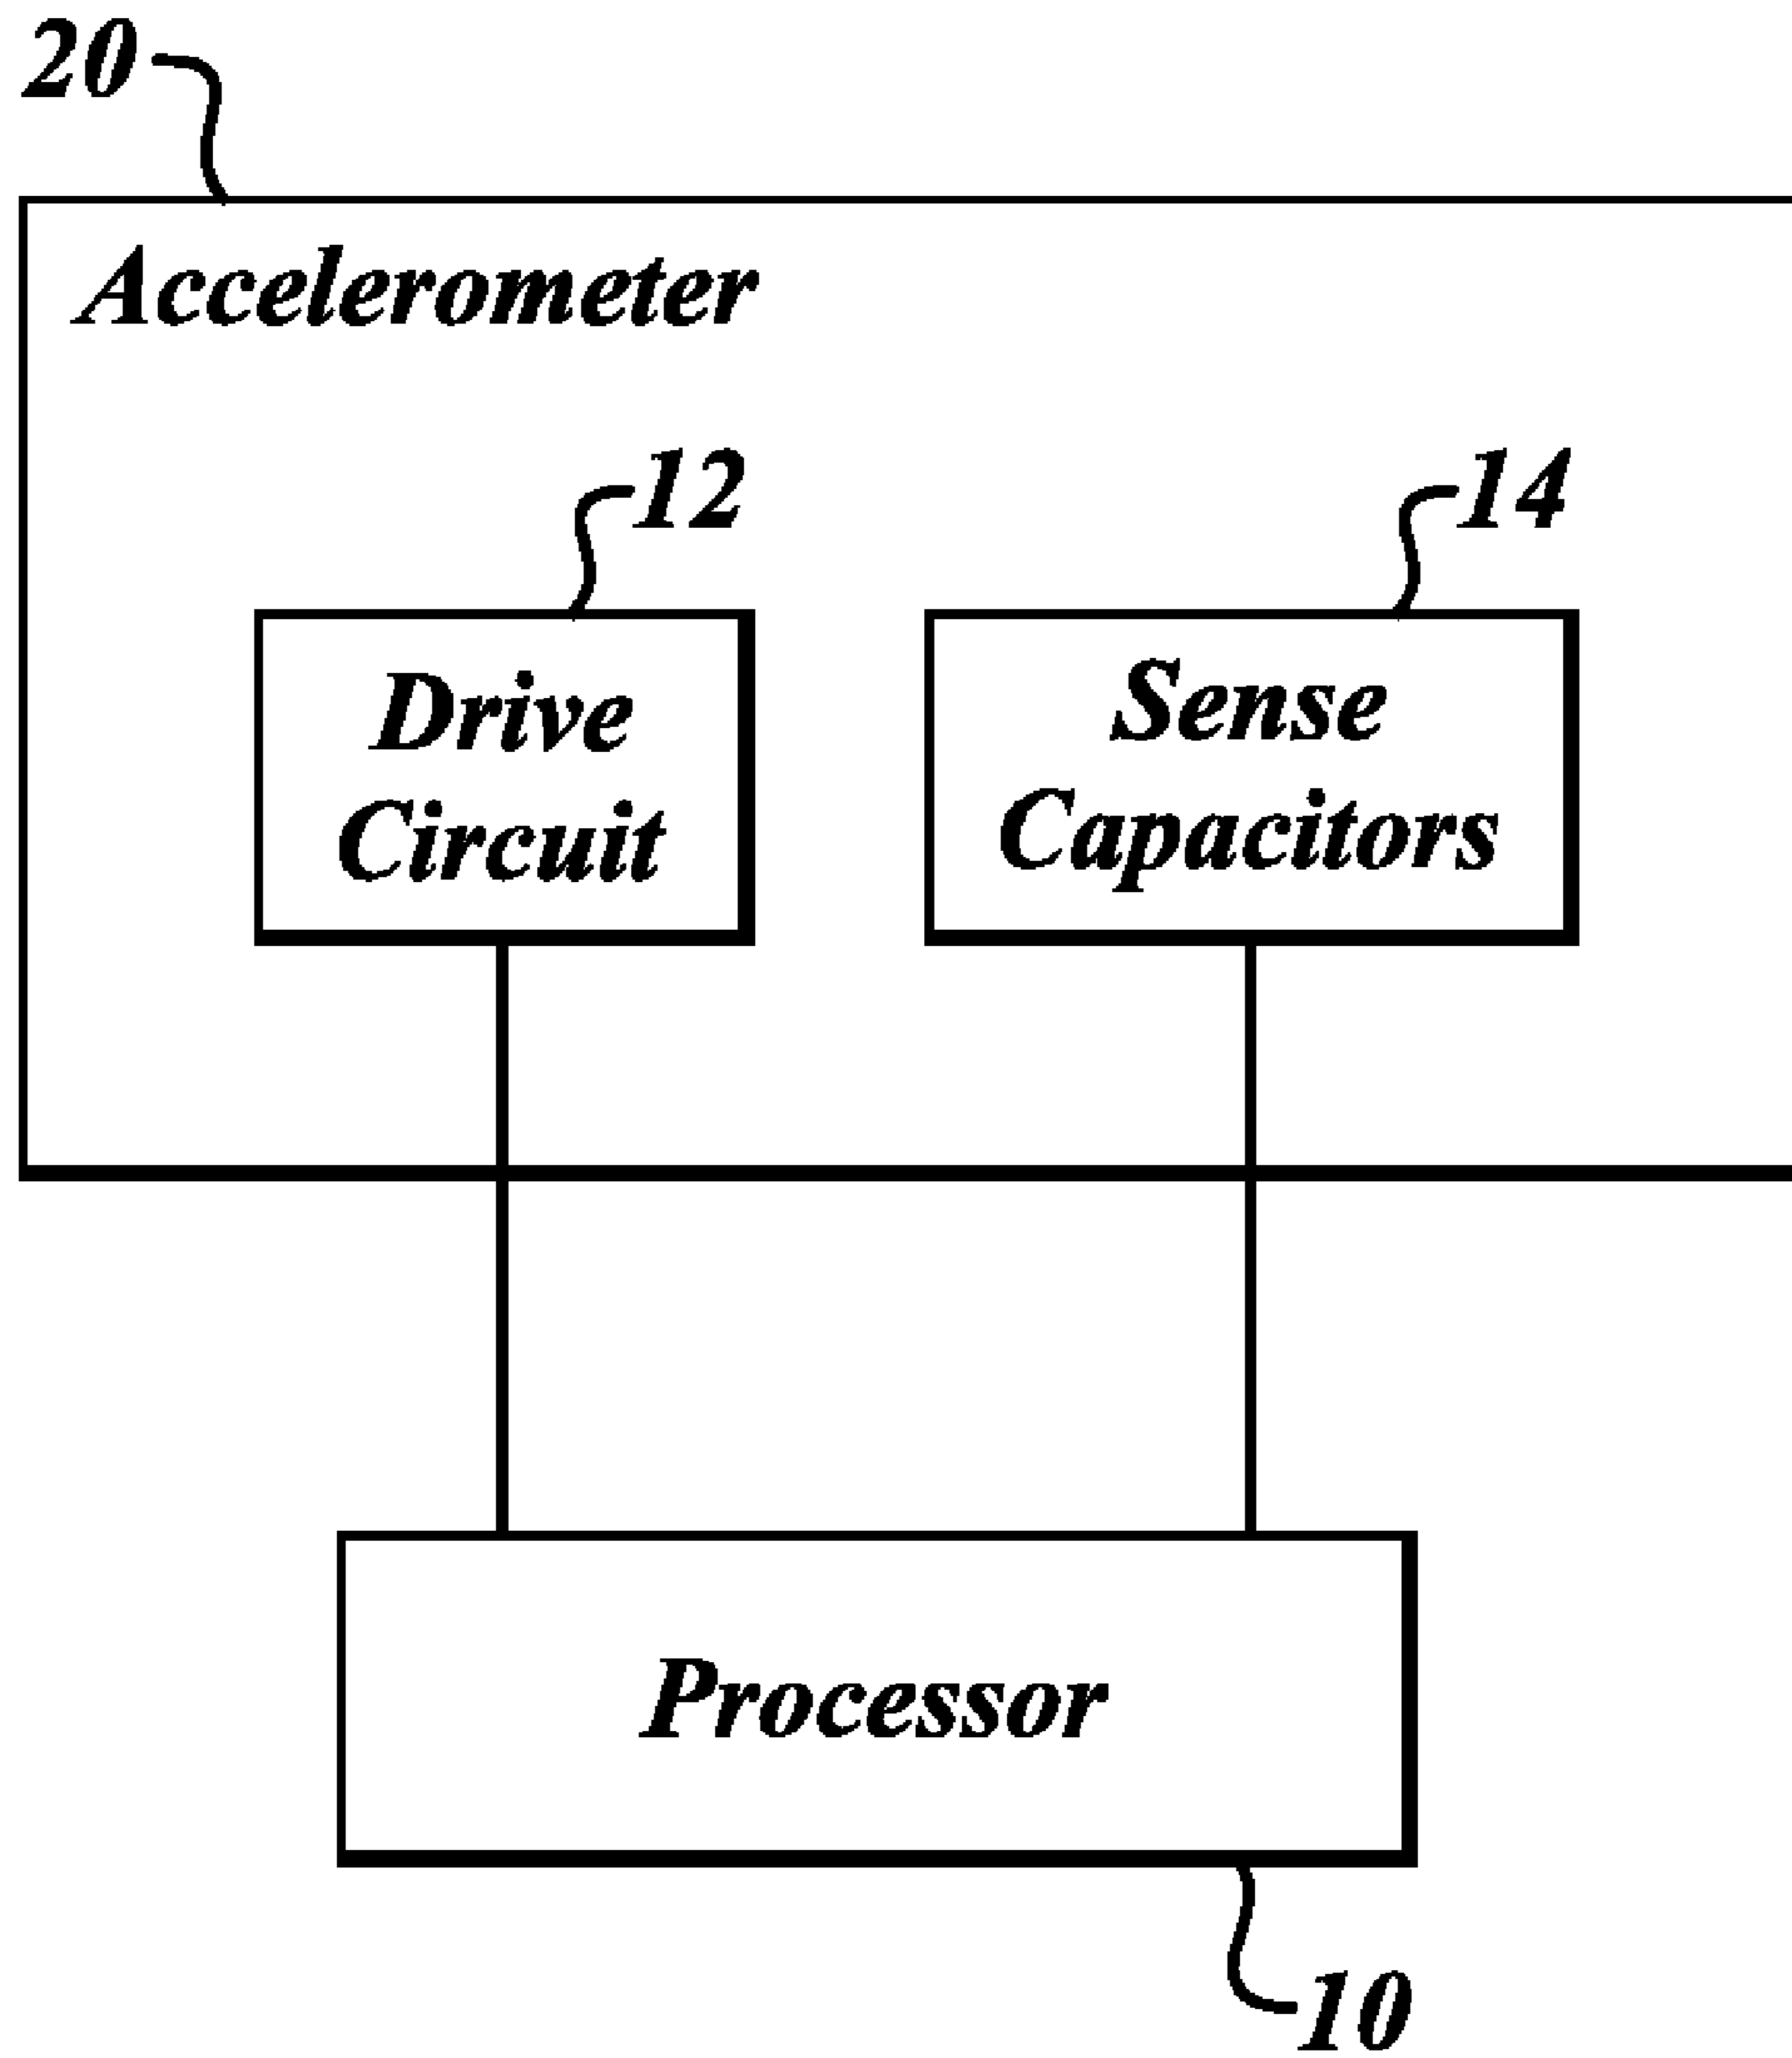 20
Accelerometer
12
14
Drive
Circuit
Sense
Capacitors
Processor
10